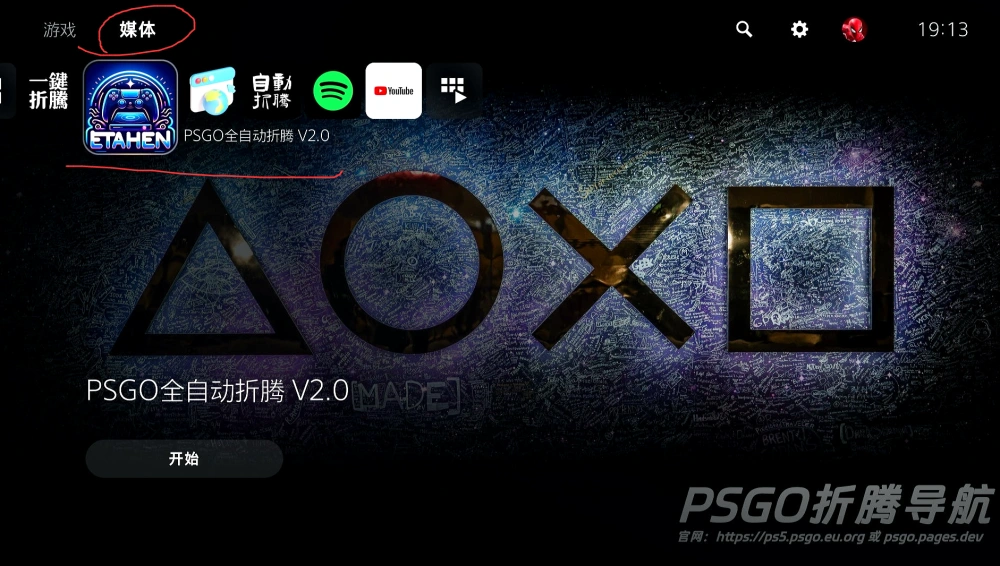 游戏
媒体
19:13
一鍵
折騰
ETAHEN
自動
折騰
YouTube
PSGO全自动折腾 V2.0
PSGO全自动折腾 V2.0
[MADE]
开始
PSGO折腾导航
官网：https://ps5.psgo.eu.org 或 psgo.pages.dev